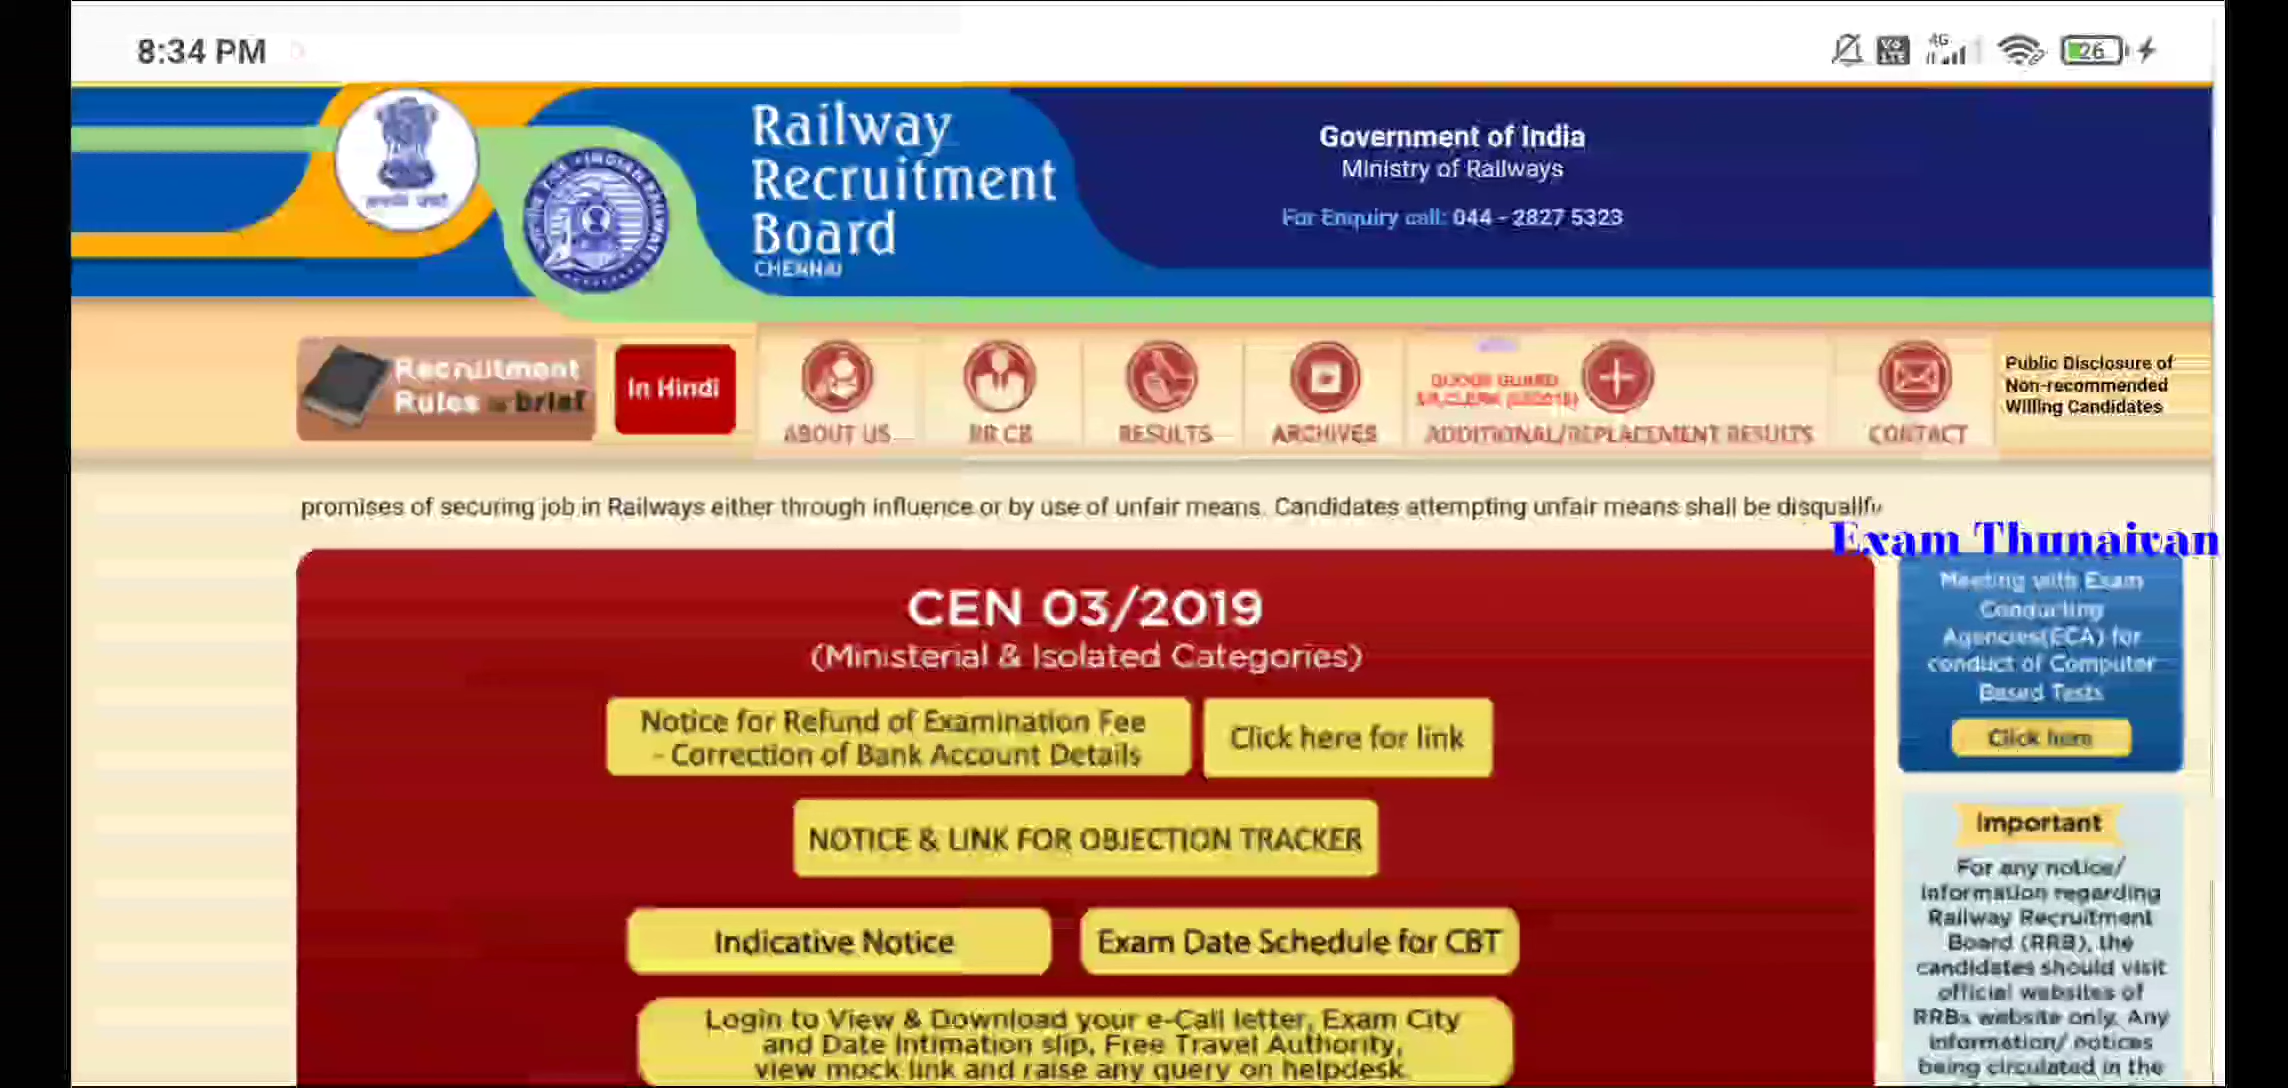 8:34 PM
4G
26
Railway
Recruitment
Board
CHENNAI
Government of India
Ministry of Railways
For Enquiry call: 044 - 2827 5323
Recruitment
Rules in brief
In Hindi
ABOUT US
RRCB
RESULTS
ARCHIVES
ADDITIONAL/REPLACEMENT RESULTS
CONTACT
Public Disclosure of
Non-recommended
Willing Candidates
promises of securing job in Railways either through influence or by use of unfair means. Candidates attempting unfair means shall be disqualify
Exam Thunaivan
CEN 03/2019
(Ministerial & Isolated Categories)
Notice for Refund of Examination Fee
- Correction of Bank Account Details
Click here for link
NOTICE & LINK FOR OBJECTION TRACKER
Indicative Notice
Exam Date Schedule for CBT
Login to View & Download your e-Call letter, Exam City
and Date Intimation slip, Free Travel Authority,
view mock link and raise any query on helpdesk.
Meeting with Exam
Conducting
Agencies(ECA) for
conduct of Computer
Based Tests
Click here
Important
For any notice/
information regarding
Railway Recruitment
Board (RRB), the
candidates should visit
official websites of
RRBs website only. Any
information/ notices
being circulated in the